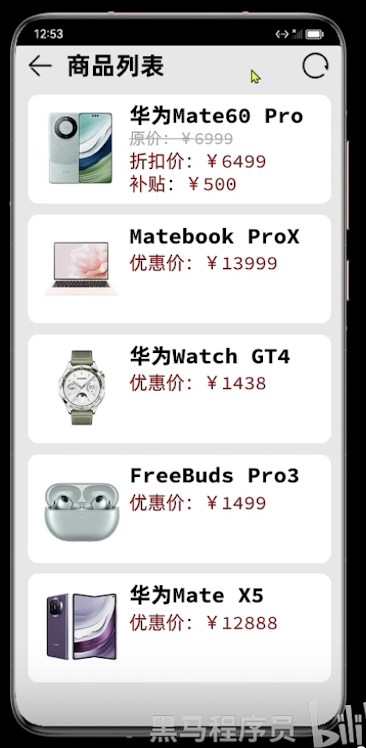 12:53
商品列表
华为Mate60 Pro
原价：￥6999
折扣价：￥6499
补贴：￥500
Matebook ProX
优惠价：￥13999
华为Watch GT4
优惠价：￥1438
FreeBuds Pro3
优惠价：￥1499
华为Mate X5
优惠价：￥12888
黑马程序员
bili